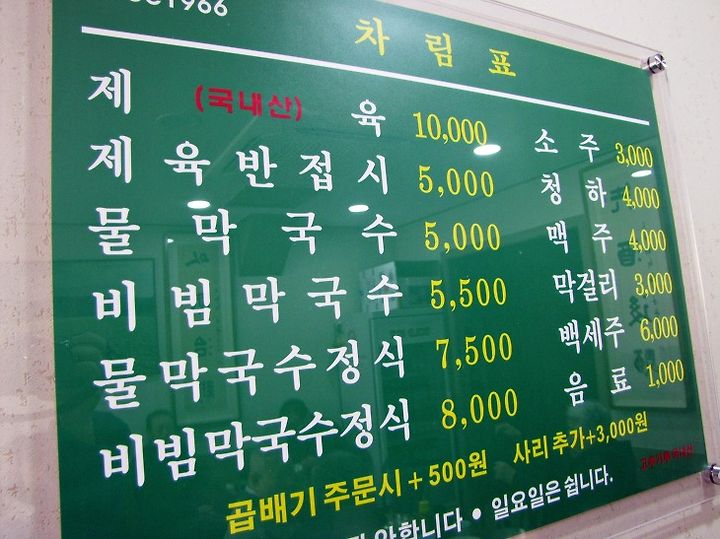 1966
차림표
제 (국내산) 육 10,000
제육반접시 5,000
물막국수 5,000
비빔막국수 5,500
물막국수정식 7,500
비빔막국수정식 8,000
소주 3,000
청하 4,000
맥주 4,000
막걸리 3,000
백세주 6,000
음료 1,000
곱배기 주문시 + 500원 사리 추가+3,000원
안합니다 • 일요일은 쉽니다.